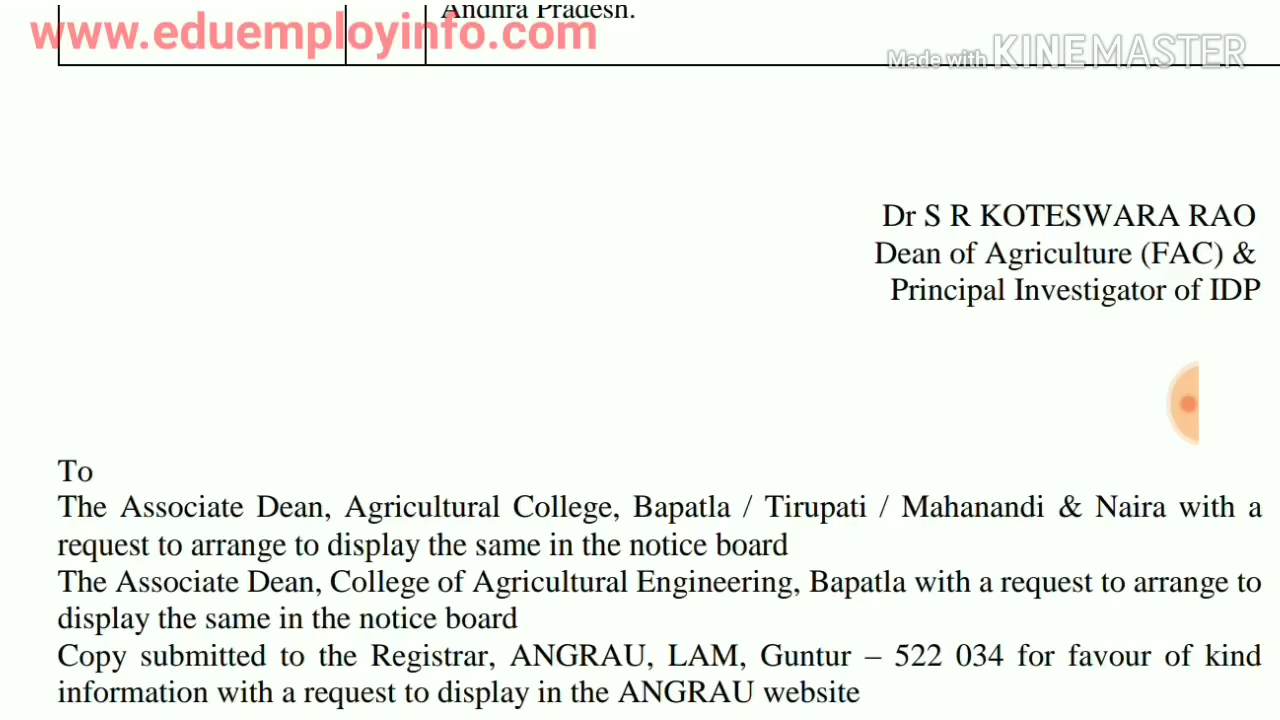 Andhra Pradesh.
www.eduemployinfo.com
Made with KINEMASTER
Dr S R KOTESWARA RAO
Dean of Agriculture (FAC) &
Principal Investigator of IDP
To
The Associate Dean, Agricultural College, Bapatla / Tirupati / Mahanandi & Naira with a
request to arrange to display the same in the notice board
The Associate Dean, College of Agricultural Engineering, Bapatla with a request to arrange to
display the same in the notice board
Copy submitted to the Registrar, ANGRAU, LAM, Guntur – 522 034 for favour of kind
information with a request to display in the ANGRAU website